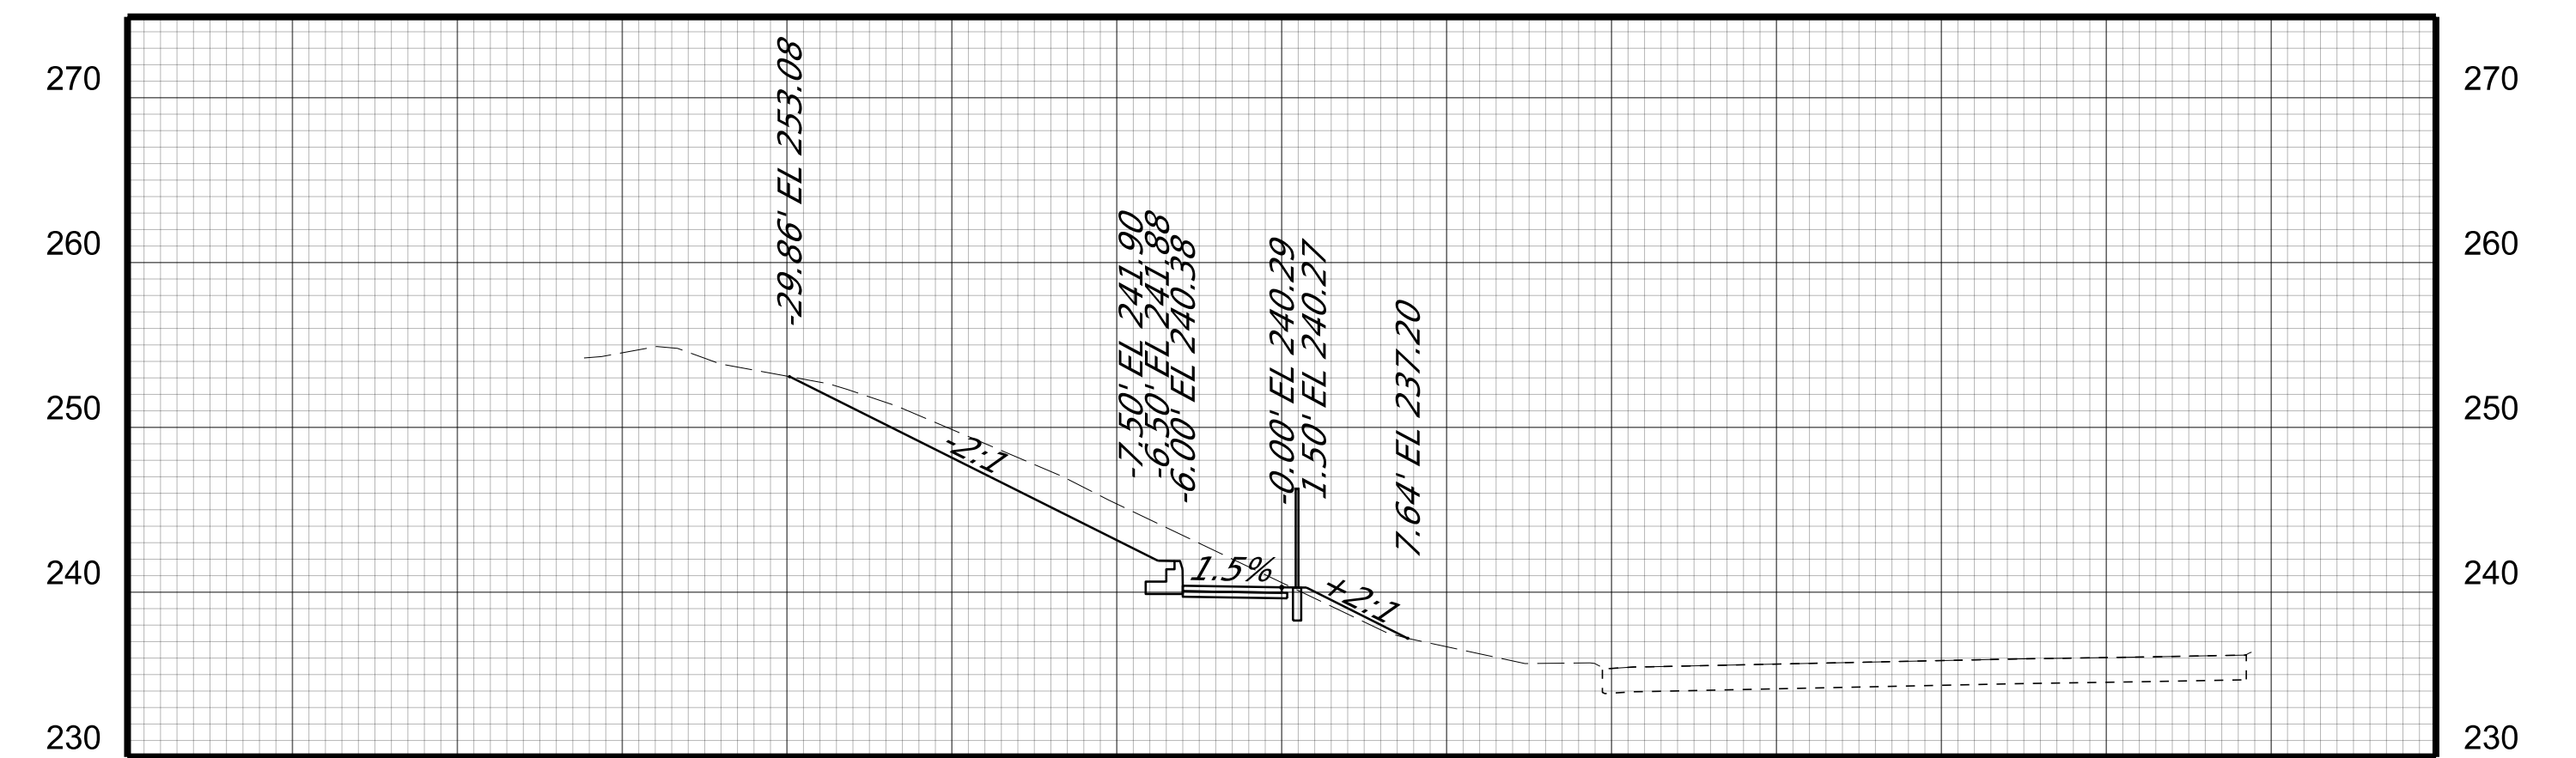 270
270
260
260
250
250
240
240
230
230
-29.86' EL 253.08
-7.50' EL 241.90
-6.50' EL 241.88
-6.00' EL 240.38
-0.00' EL 240.29
1.50' EL 240.27
7.64' EL 237.20
-2:1
1.5%
+2:1